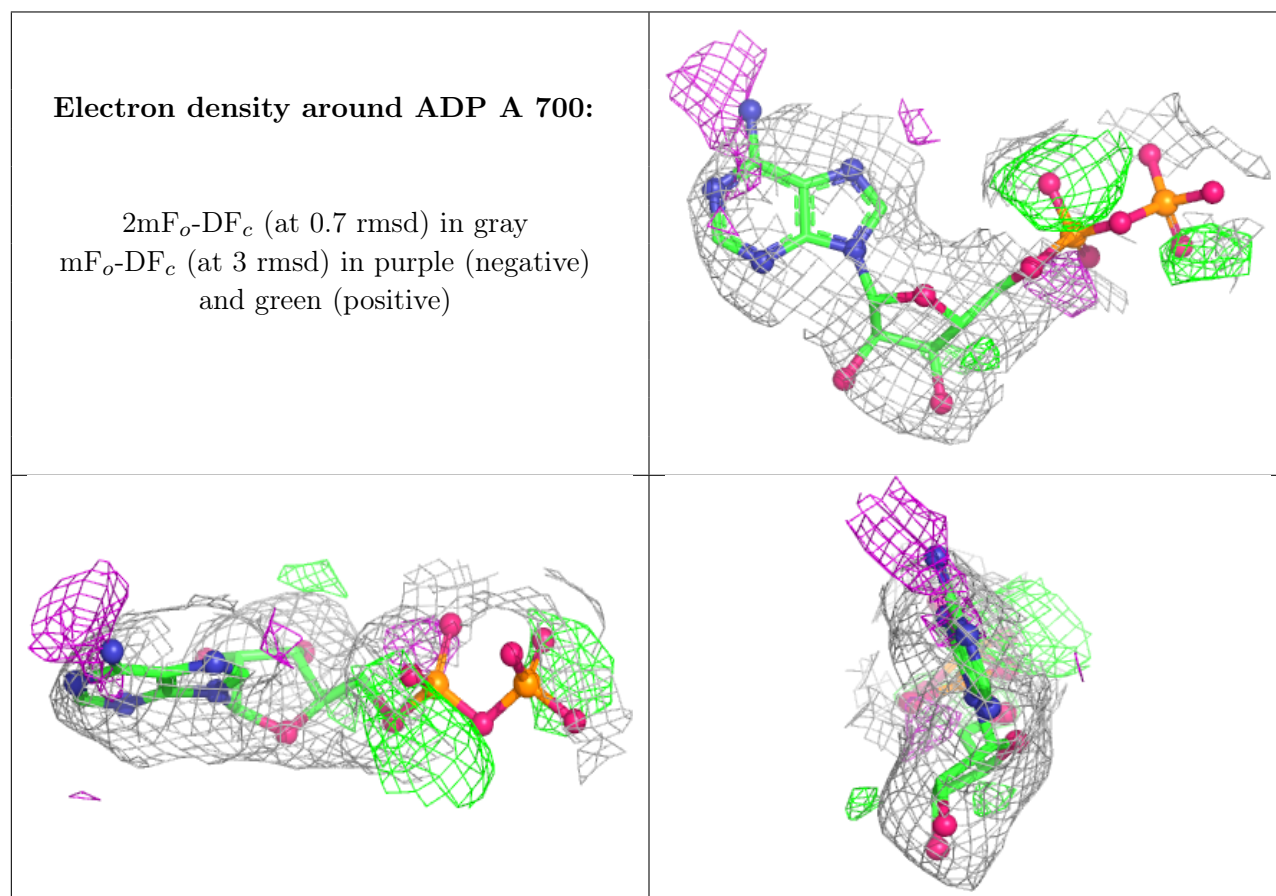 Electron density around ADP A 700:
2mFₒ-DF𝒸 (at 0.7 rmsd) in gray
mFₒ-DF𝒸 (at 3 rmsd) in purple (negative)
and green (positive)